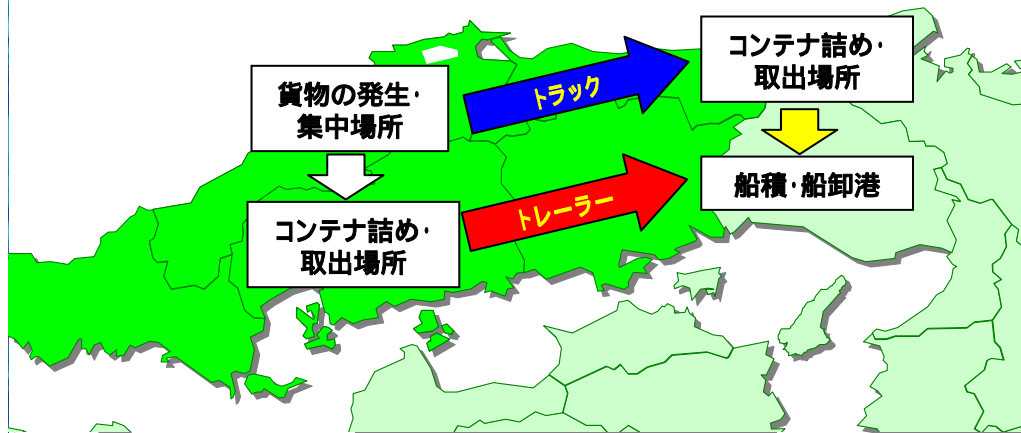 貨物の発生・
集中場所
トラック
コンテナ詰め・
取出場所
コンテナ詰め・
取出場所
トレーラー
船積・船卸港